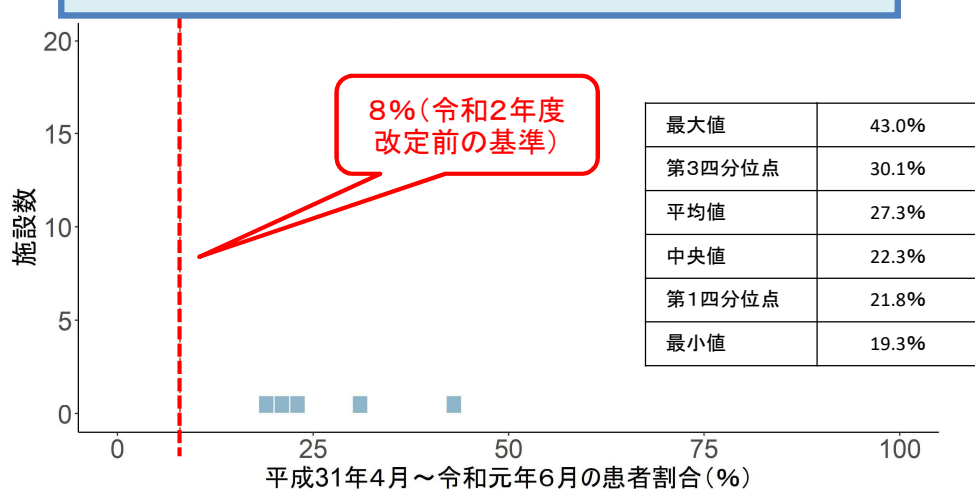 20
15
10
5
0
施設数
8%(令和2年度
改定前の基準)
最大値 43.0%
第3四分位点 30.1%
平均値 27.3%
中央値 22.3%
第1四分位点 21.8%
最小値 19.3%
0 25 50 75 100
平成31年4月～令和元年6月の患者割合(%)